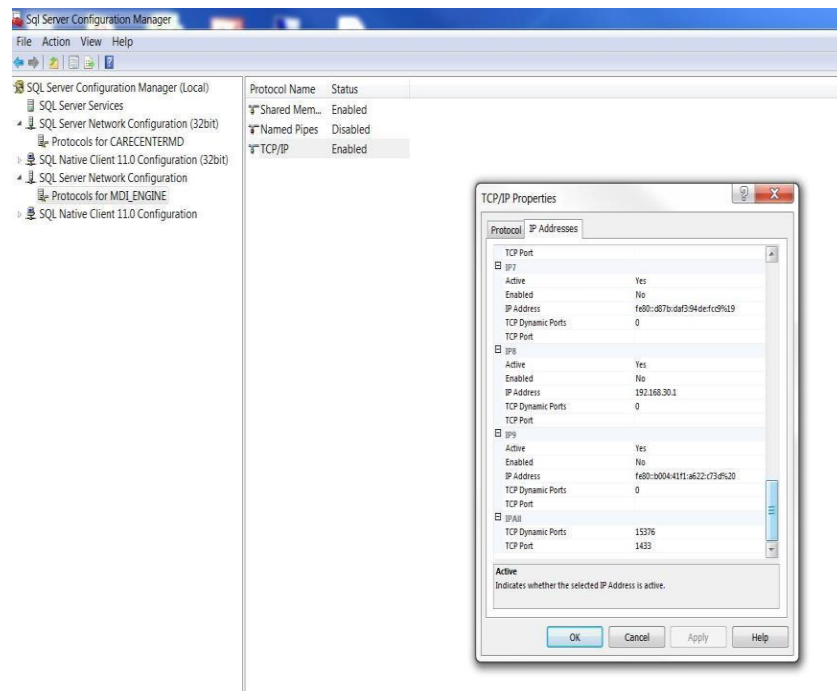 Sql Server Configuration Manager
File Action View Help
SQL Server Configuration Manager (Local)
SQL Server Services
SQL Server Network Configuration (32bit)
Protocols for CARECENTERMD
SQL Native Client 11.0 Configuration (32bit)
SQL Server Network Configuration
Protocols for MDI_ENGINE
SQL Native Client 11.0 Configuration
Protocol Name Status
Shared Mem... Enabled
Named Pipes Disabled
TCP/IP Enabled
TCP/IP Properties
Protocol IP Addresses
TCP Port
IP7
Active Yes
Enabled No
IP Address fe80::d87b:daf3:94de:fcc9%19
TCP Dynamic Ports 0
TCP Port
IP8
Active Yes
Enabled No
IP Address 192.168.30.1
TCP Dynamic Ports 0
TCP Port
IP9
Active Yes
Enabled No
IP Address fe80::b004:41f1:a622:c73d%20
TCP Dynamic Ports 0
TCP Port
IPAll
TCP Dynamic Ports 15376
TCP Port 1433
Active
Indicates whether the selected IP Address is active.
OK Cancel Apply Help